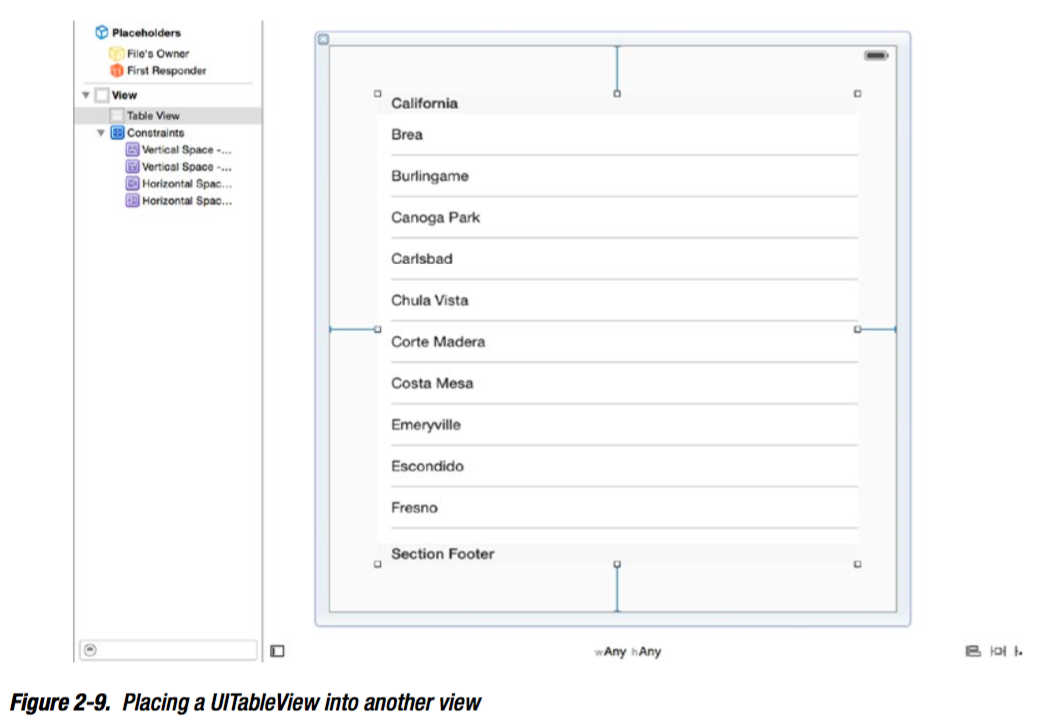 Placeholders
File's Owner
First Responder
View
Table View
Constraints
Vertical Space -...
Vertical Space -...
Horizontal Spac...
Horizontal Spac...
California
Brea
Burlingame
Canoga Park
Carlsbad
Chula Vista
Corte Madera
Costa Mesa
Emeryville
Escondido
Fresno
Section Footer
wAny hAny
Figure 2-9. Placing a UITableView into another view